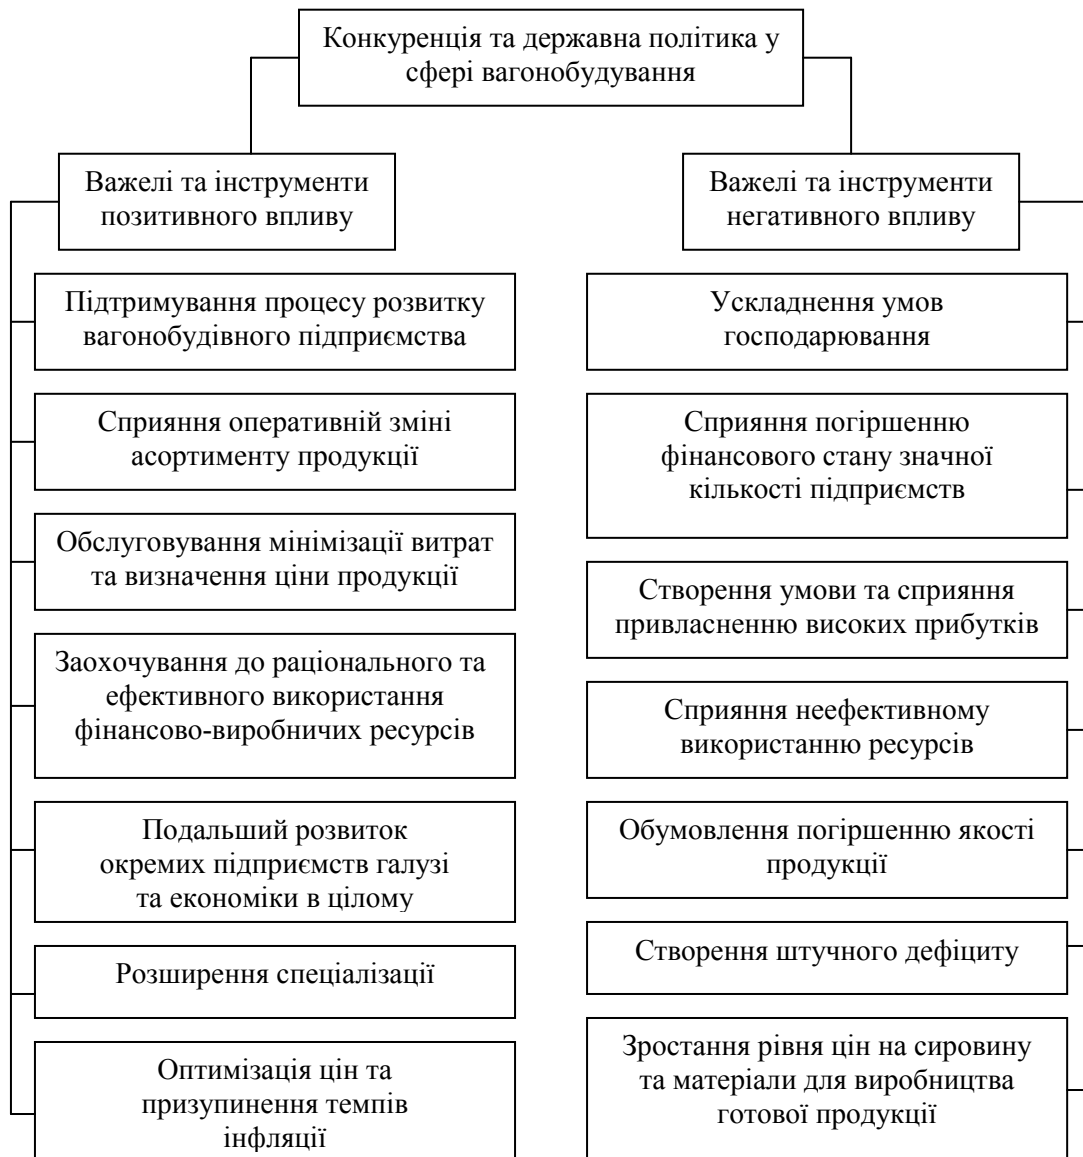 Конкуренція та державна політика у
сфері вагонобудування
Важелі та інструменти
позитивного впливу
Підтримування процесу розвитку
вагонобудівного підприємства
Сприяння оперативній зміні
асортименту продукції
Обслуговування мінімізації витрат
та визначення ціни продукції
Заохочування до раціонального та
ефективного використання
фінансово-виробничих ресурсів
Подальший розвиток
окремих підприємств галузі
та економіки в цілому
Розширення спеціалізації
Оптимізація цін та
призупинення темпів
інфляції
Важелі та інструменти
негативного впливу
Ускладнення умов
господарювання
Сприяння погіршенню
фінансового стану значної
кількості підприємств
Створення умови та сприяння
привласненню високих прибутків
Сприяння неефективному
використанню ресурсів
Обумовлення погіршенню якості
продукції
Створення штучного дефіциту
Зростання рівня цін на сировину
та матеріали для виробництва
готової продукції